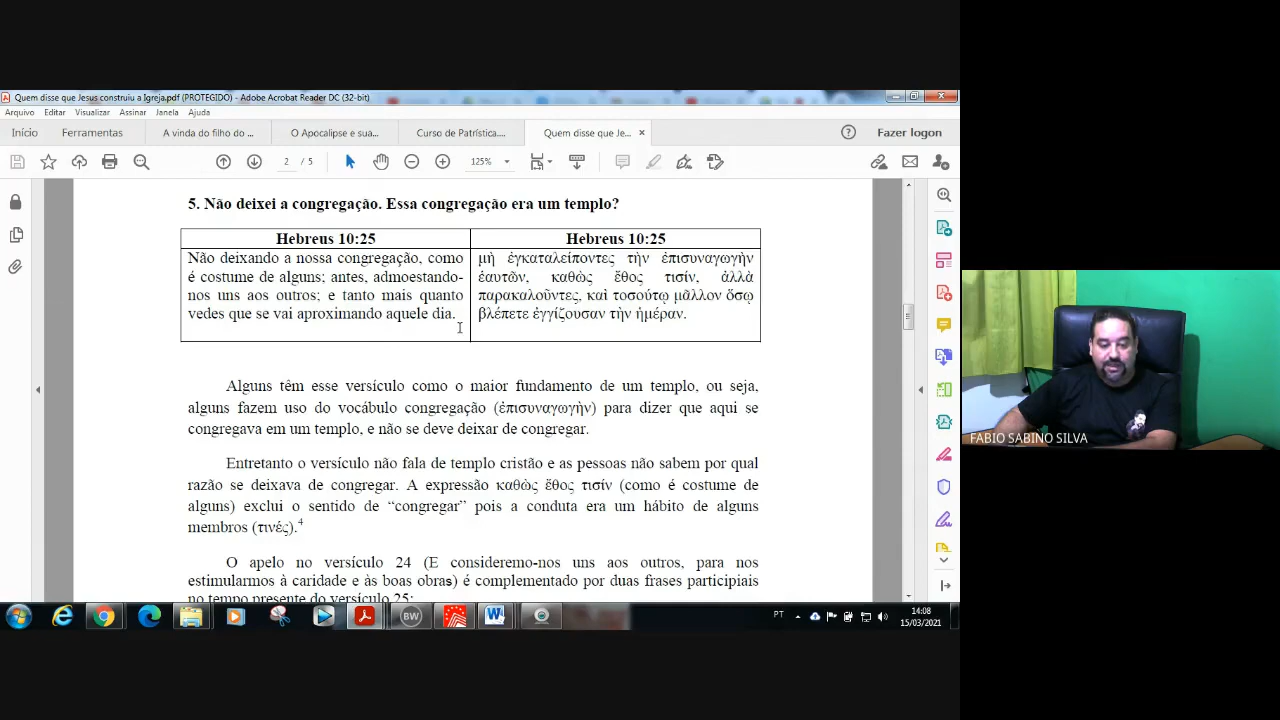 Quem disse que Jesus construiu a Igreja.pdf (PROTEGIDO) - Adobe Acrobat Reader DC (32-bit)
Arquivo Editar Visualizar Assinar Janela Ajuda
Início Ferramentas A vinda do filho do ... O Apocalipse e sua... Curso de Patrística.... Quem disse que Je... × Fazer logon
2 / 5 125%
5. Não deixei a congregação. Essa congregação era um templo?
Hebreus 10:25
Não deixando a nossa congregação, como
é costume de alguns; antes, admoestando-
nos uns aos outros; e tanto mais quanto
vedes que se vai aproximando aquele dia.
Hebreus 10:25
μὴ ἐγκαταλείποντες τὴν ἐπισυναγωγὴν
ἑαυτῶν, καθὼς ἔθος τισίν, ἀλλὰ
παρακαλοῦντες, καὶ τοσούτῳ μᾶλλον ὅσῳ
βλέπετε ἐγγίζουσαν τὴν ἡμέραν.
Alguns têm esse versículo como o maior fundamento de um templo, ou seja,
alguns fazem uso do vocábulo congregação (ἐπισυναγωγὴν) para dizer que aqui se
congregava em um templo, e não se deve deixar de congregar.
Entretanto o versículo não fala de templo cristão e as pessoas não sabem por qual
razão se deixava de congregar. A expressão καθὼς ἔθος τισίν (como é costume de
alguns) exclui o sentido de “congregar” pois a conduta era um hábito de alguns
membros (τινές).4
O apelo no versículo 24 (E consideremo-nos uns aos outros, para nos
estimularmos à caridade e às boas obras) é complementado por duas frases participiais
no tempo presente do versículo 25:
FABIO SABINO SILVA
BW
PT
14:08
15/03/2021